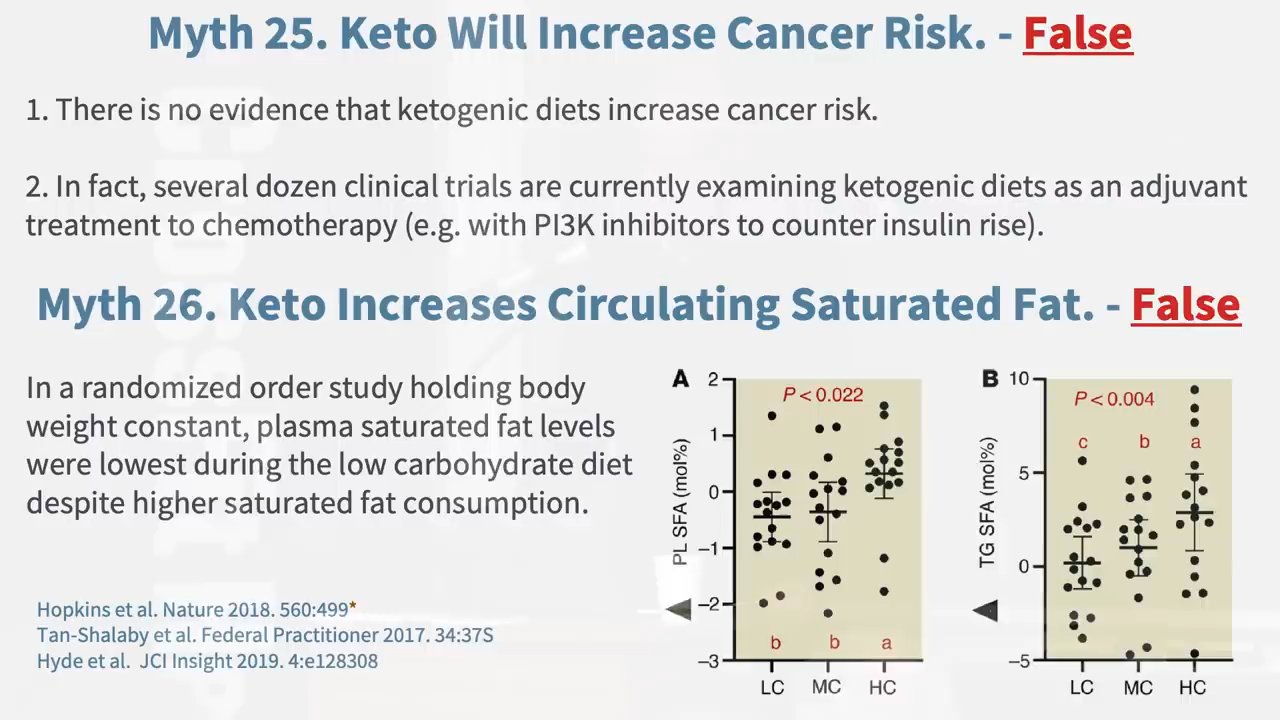 Myth 25. Keto Will Increase Cancer Risk. - False
1. There is no evidence that ketogenic diets increase cancer risk.
2. In fact, several dozen clinical trials are currently examining ketogenic diets as an adjuvant
treatment to chemotherapy (e.g. with PI3K inhibitors to counter insulin rise).
Myth 26. Keto Increases Circulating Saturated Fat. - False
In a randomized order study holding body
weight constant, plasma saturated fat levels
were lowest during the low carbohydrate diet
despite higher saturated fat consumption.
Hopkins et al. Nature 2018. 560:499*
Tan-Shalaby et al. Federal Practitioner 2017. 34:37S
Hyde et al. JCI Insight 2019. 4:e128308
A
PL SFA (mol%)
2
1
0
–1
–2
–3
P < 0.022
b b a
LC MC HC
B
TG SFA (mol%)
10
5
0
–5
P < 0.004
c b a
LC MC HC